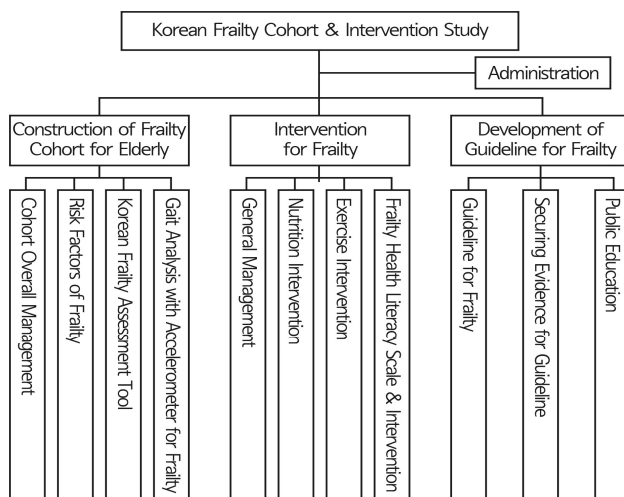 Korean Frailty Cohort & Intervention Study
Administration
Construction of Frailty
Cohort for Elderly
Intervention
for Frailty
Development of
Guideline for Frailty
Cohort Overall Management
Risk Factors of Frailty
Korean Frailty Assessment Tool
Gait Analysis with Accelerometer for Frailty
General Management
Nutrition Intervention
Exercise Intervention
Frailty Health Literacy Scale & Intervention
Guideline for Frailty
Securing Evidence for Guideline
Public Education